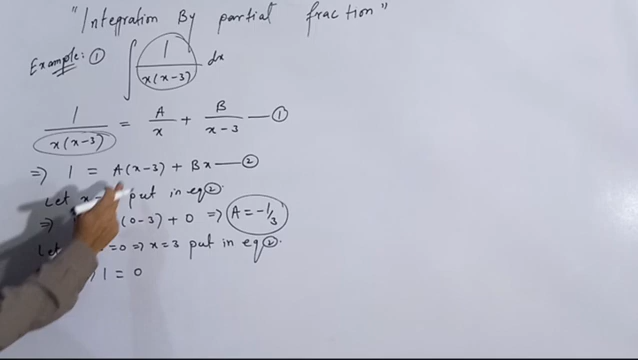 "Integration By partial fraction"
Example: ① ∫ 1/x(x-3) dx
1/x(x-3) = A/x + B/x-3 — ①
⇒ 1 = A(x-3) + Bx — ②
Let x put in eq②.
⇒ (0-3) + 0 ⇒ A = -1/3
Let =0 ⇒ x=3 put in eq②.
1 = 0